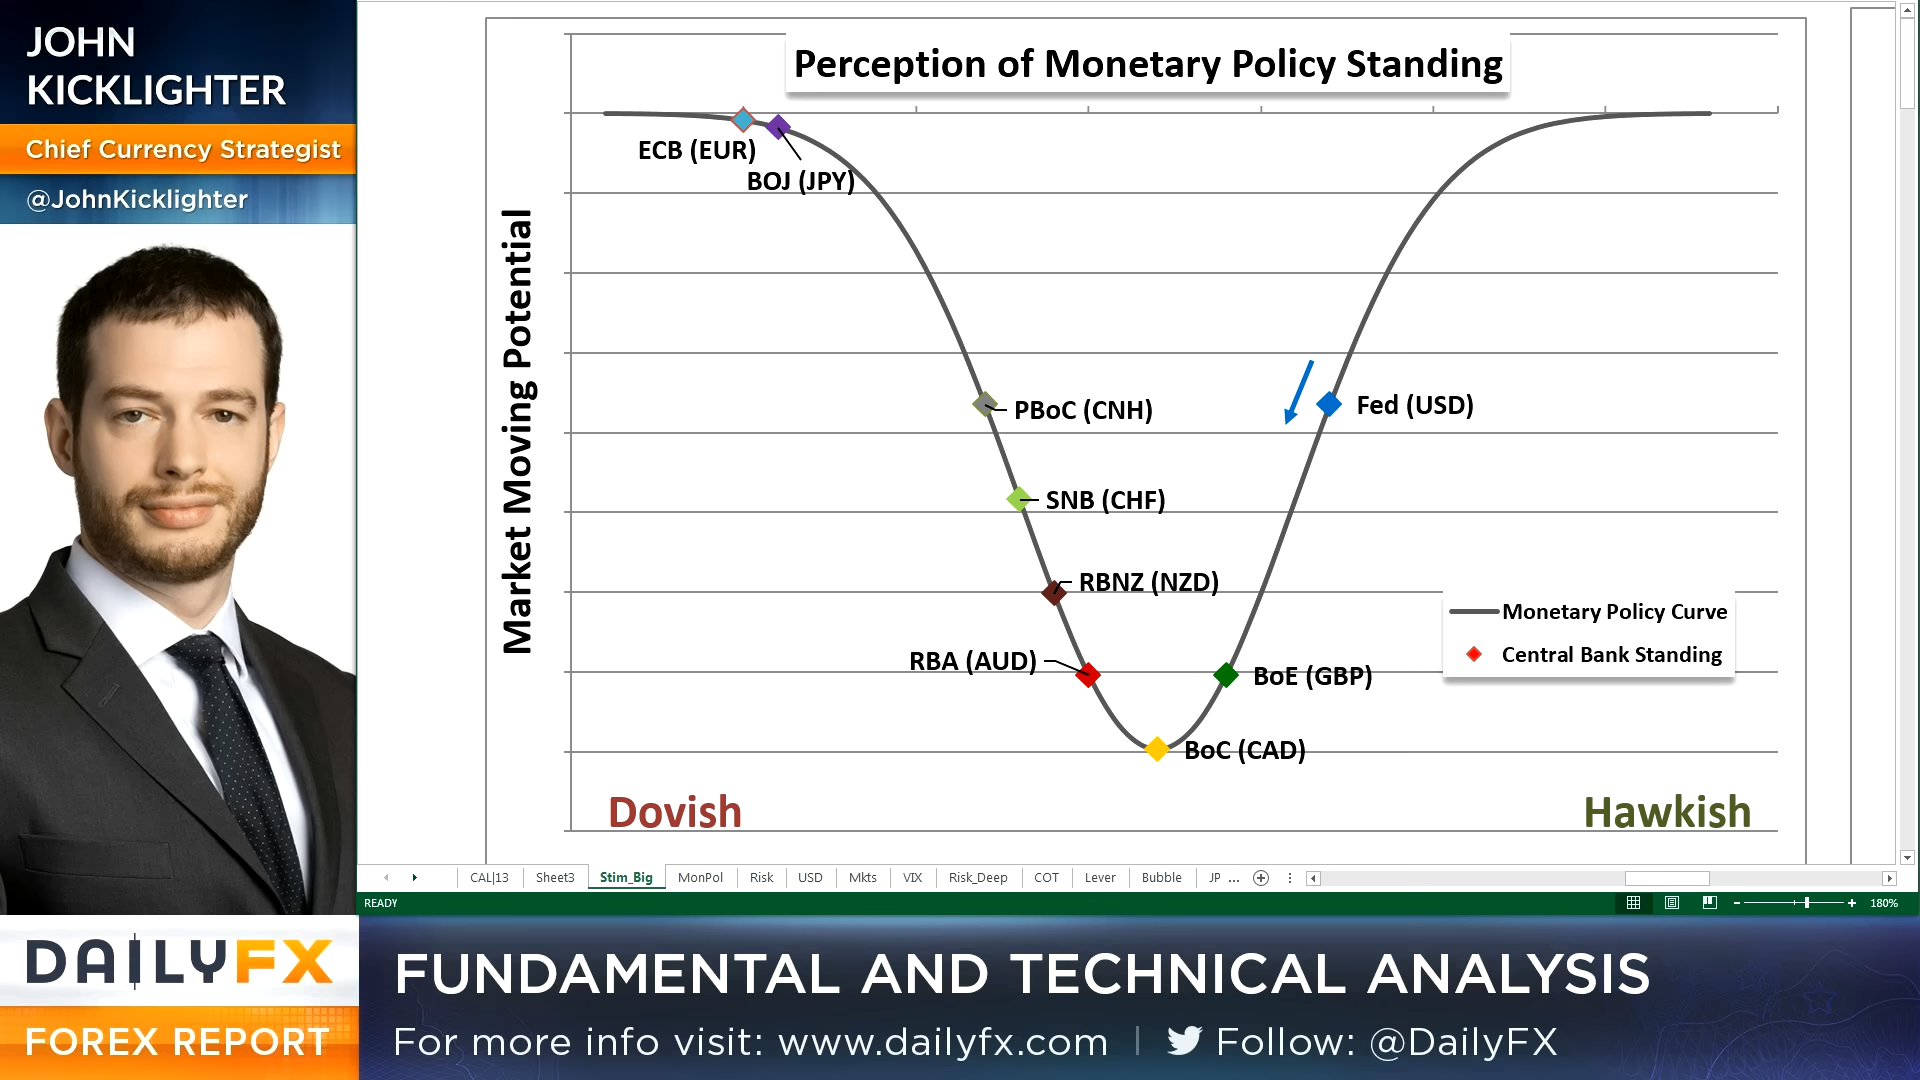 JOHN
KICKLIGHTER
Chief Currency Strategist
@JohnKicklighter
Perception of Monetary Policy Standing
Market Moving Potential
ECB (EUR)
BOJ (JPY)
PBoC (CNH)
Fed (USD)
SNB (CHF)
RBNZ (NZD)
Monetary Policy Curve
Central Bank Standing
RBA (AUD)
BoE (GBP)
BoC (CAD)
Dovish
Hawkish
CAL|13 Sheet3 Stim_Big MonPol Risk USD Mkts VIX Risk_Deep COT Lever Bubble JP ...
READY
180%
DAILYFX
FOREX REPORT
FUNDAMENTAL AND TECHNICAL ANALYSIS
For more info visit: www.dailyfx.com | Follow: @DailyFX